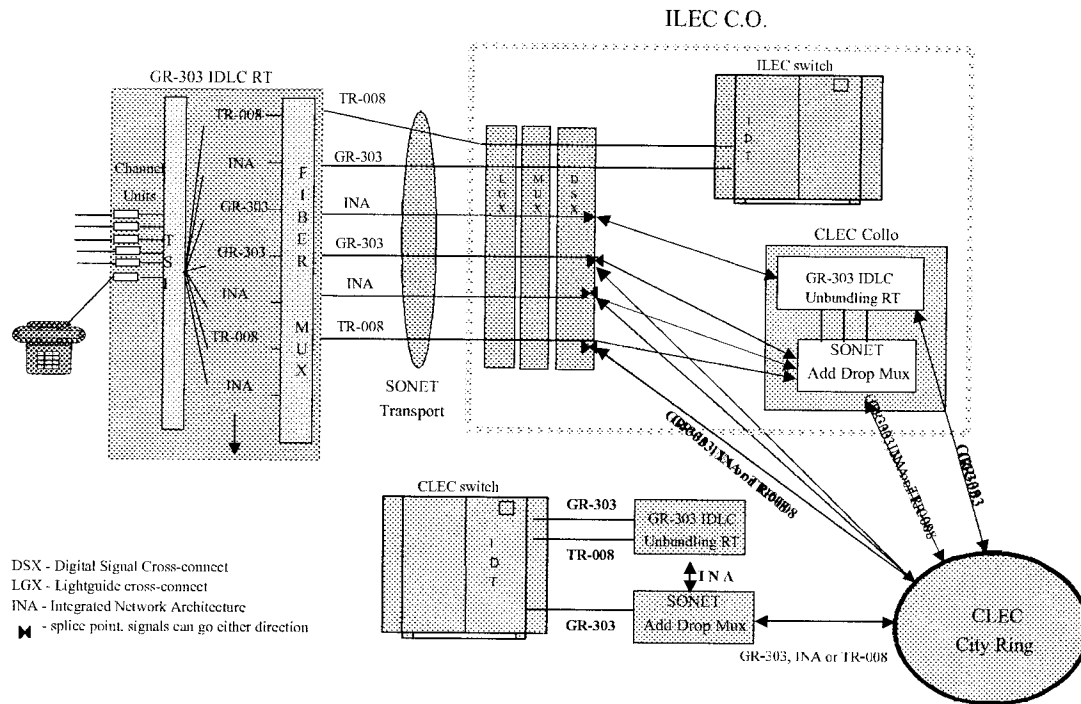 ILEC C.O.
GR-303 IDLC RT
ILEC switch
TR-008
TR-008
INA
GR-303
Channel
Units
INA
GR-303
GR-303
GR-303
INA
INA
TR-008
TR-008
INA
T
S
I
F
I
B
E
R
M
U
X
SONET
Transport
L
G
X
M
U
X
D
S
X
I
D
T
CLEC Collo
GR-303 IDLC
Unbundling RT
SONET
Add Drop Mux
CLEC switch
I
D
T
GR-303
TR-008
GR-303 IDLC
Unbundling RT
I N A
SONET
Add Drop Mux
GR-303
GR-303, INA or TR-008
CLEC
City Ring
DSX - Digital Signal Cross-connect
LGX - Lightguide cross-connect
INA - Integrated Network Architecture
- splice point, signals can go either direction